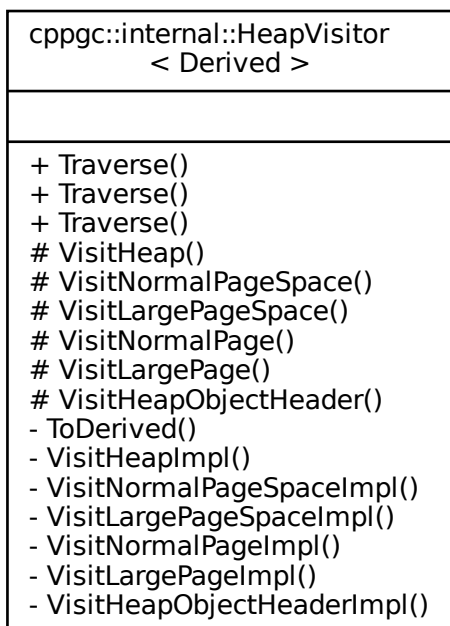 cppgc::internal::HeapVisitor
< Derived >
+ Traverse()
+ Traverse()
+ Traverse()
# VisitHeap()
# VisitNormalPageSpace()
# VisitLargePageSpace()
# VisitNormalPage()
# VisitLargePage()
# VisitHeapObjectHeader()
- ToDerived()
- VisitHeapImpl()
- VisitNormalPageSpaceImpl()
- VisitLargePageSpaceImpl()
- VisitNormalPageImpl()
- VisitLargePageImpl()
- VisitHeapObjectHeaderImpl()